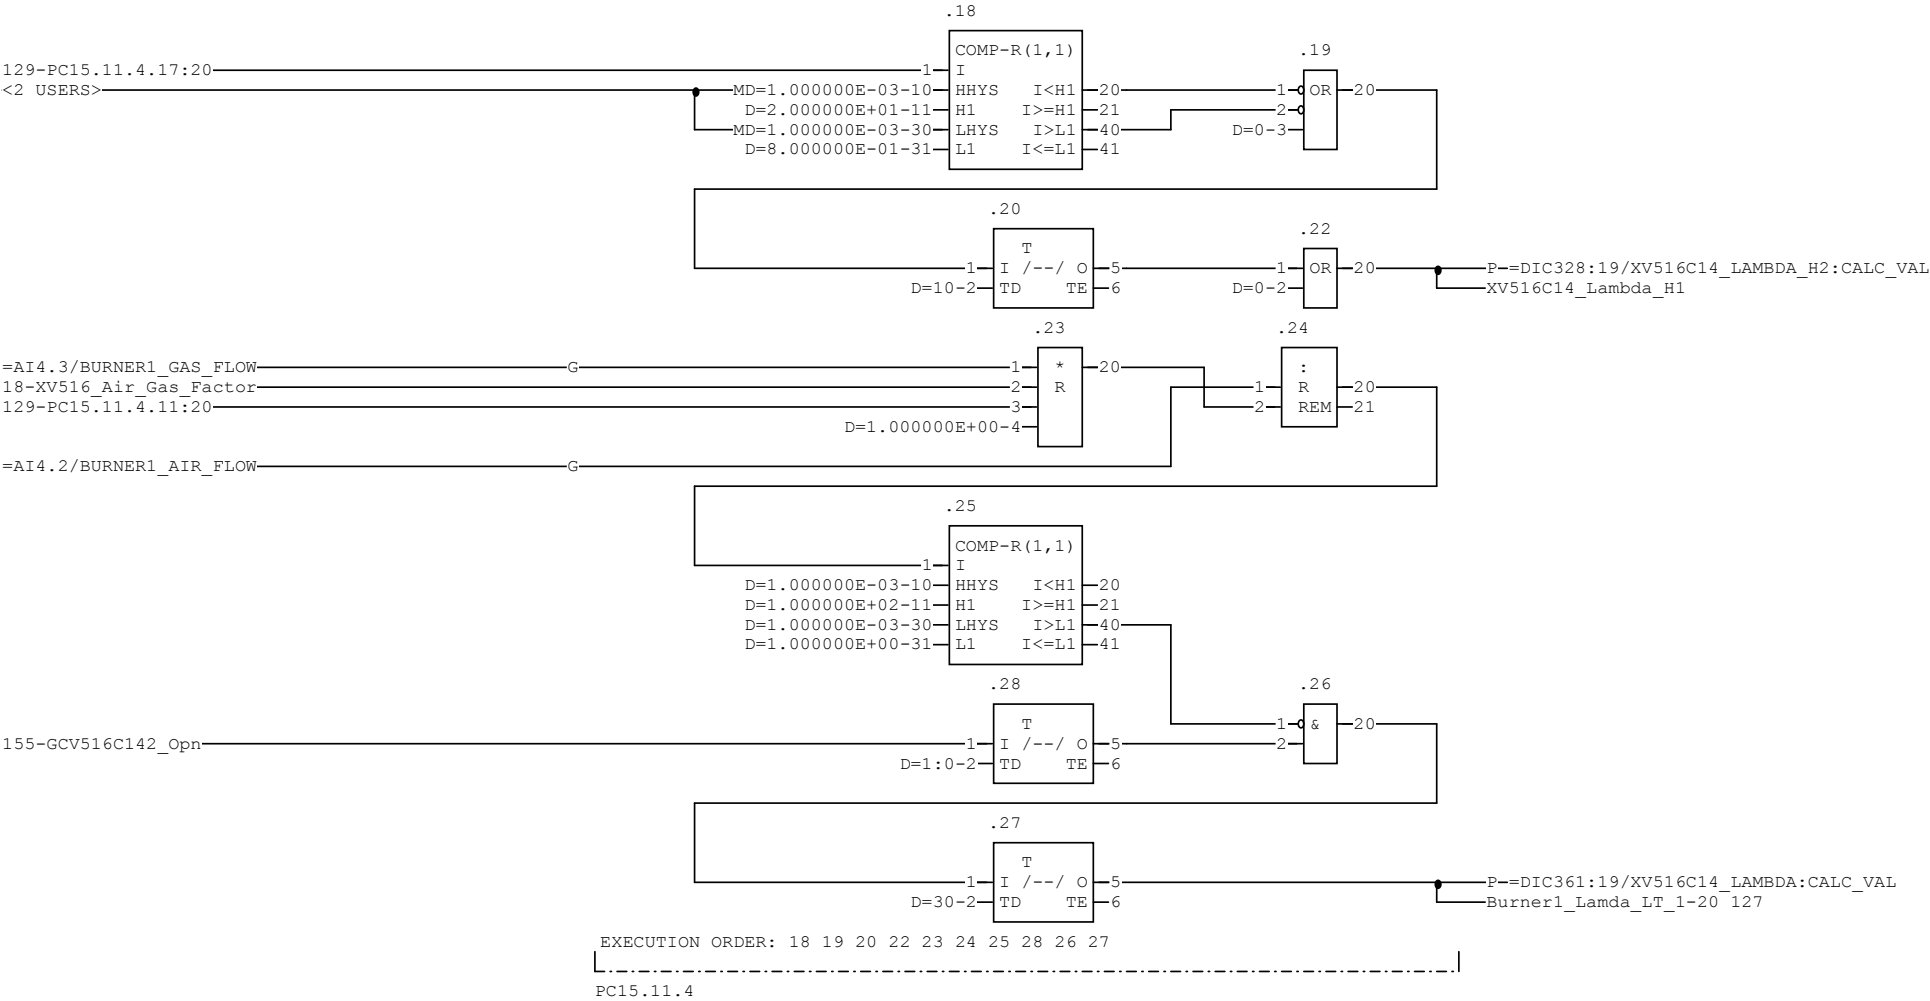 .18
COMP-R(1,1)
.19
129-PC15.11.4.17:20 1 I
<2 USERS> MD=1.000000E-03-10 HHYS I<H1 20 1 OR 20
D=2.000000E+01-11 H1 I>=H1 21 2
MD=1.000000E-03-30 LHYS I>L1 40 D=0-3
D=8.000000E-01-31 L1 I<=L1 41
.20
.22
T
1 I /--/ O 5 1 OR 20 P-=DIC328:19/XV516C14_LAMBDA_H2:CALC_VAL
D=10-2 TD TE 6 D=0-2 XV516C14_Lambda_H1
.23 .24
=AI4.3/BURNER1_GAS_FLOW G 1 * 20 :
18-XV516_Air_Gas_Factor 2 R 1 R 20
129-PC15.11.4.11:20 3 2 REM 21
D=1.000000E+00-4
=AI4.2/BURNER1_AIR_FLOW G
.25
COMP-R(1,1)
1 I
D=1.000000E-03-10 HHYS I<H1 20
D=1.000000E+02-11 H1 I>=H1 21
D=1.000000E-03-30 LHYS I>L1 40
D=1.000000E+00-31 L1 I<=L1 41
.28 .26
T 1 & 20
155-GCV516C142_Opn 1 I /--/ O 5 2
D=1:0-2 TD TE 6
.27
T
1 I /--/ O 5 P-=DIC361:19/XV516C14_LAMBDA:CALC_VAL
D=30-2 TD TE 6 Burner1_Lamda_LT_1-20 127
EXECUTION ORDER: 18 19 20 22 23 24 25 28 26 27
PC15.11.4